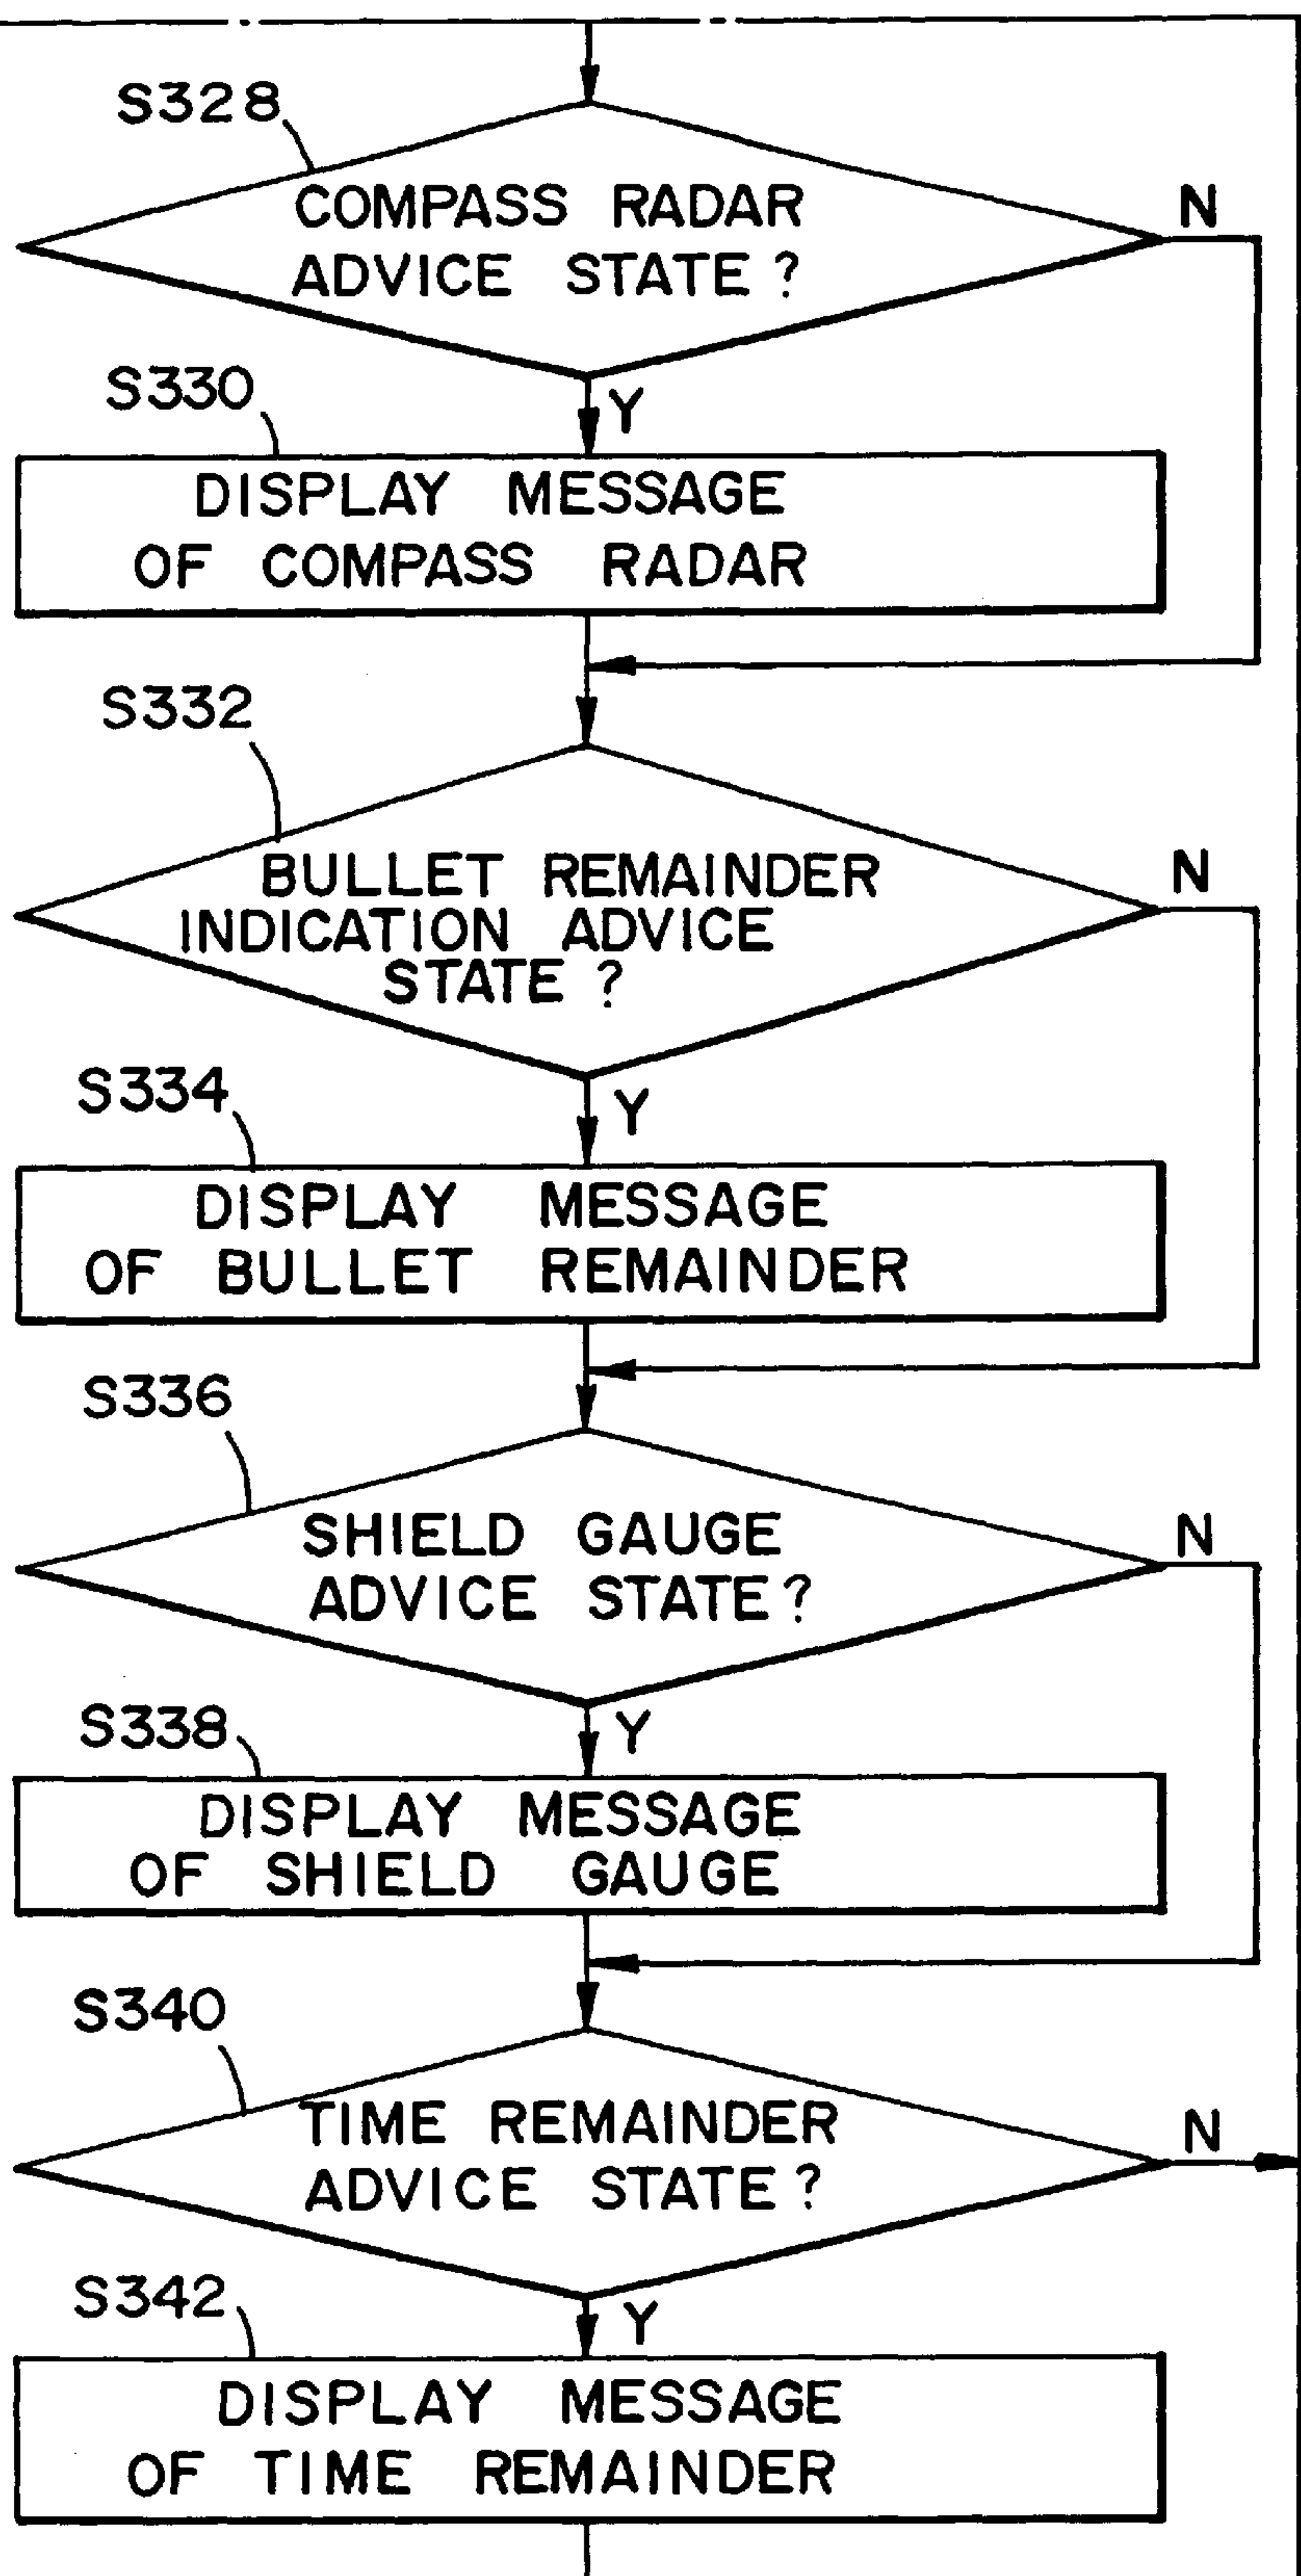 S328
COMPASS RADAR
ADVICE STATE?
N
S330
Y
DISPLAY MESSAGE
OF COMPASS RADAR
S332
BULLET REMAINDER
INDICATION ADVICE
STATE?
N
S334
Y
DISPLAY MESSAGE
OF BULLET REMAINDER
S336
SHIELD GAUGE
ADVICE STATE?
N
S338
Y
DISPLAY MESSAGE
OF SHIELD GAUGE
S340
TIME REMAINDER
ADVICE STATE?
N
S342
Y
DISPLAY MESSAGE
OF TIME REMAINDER